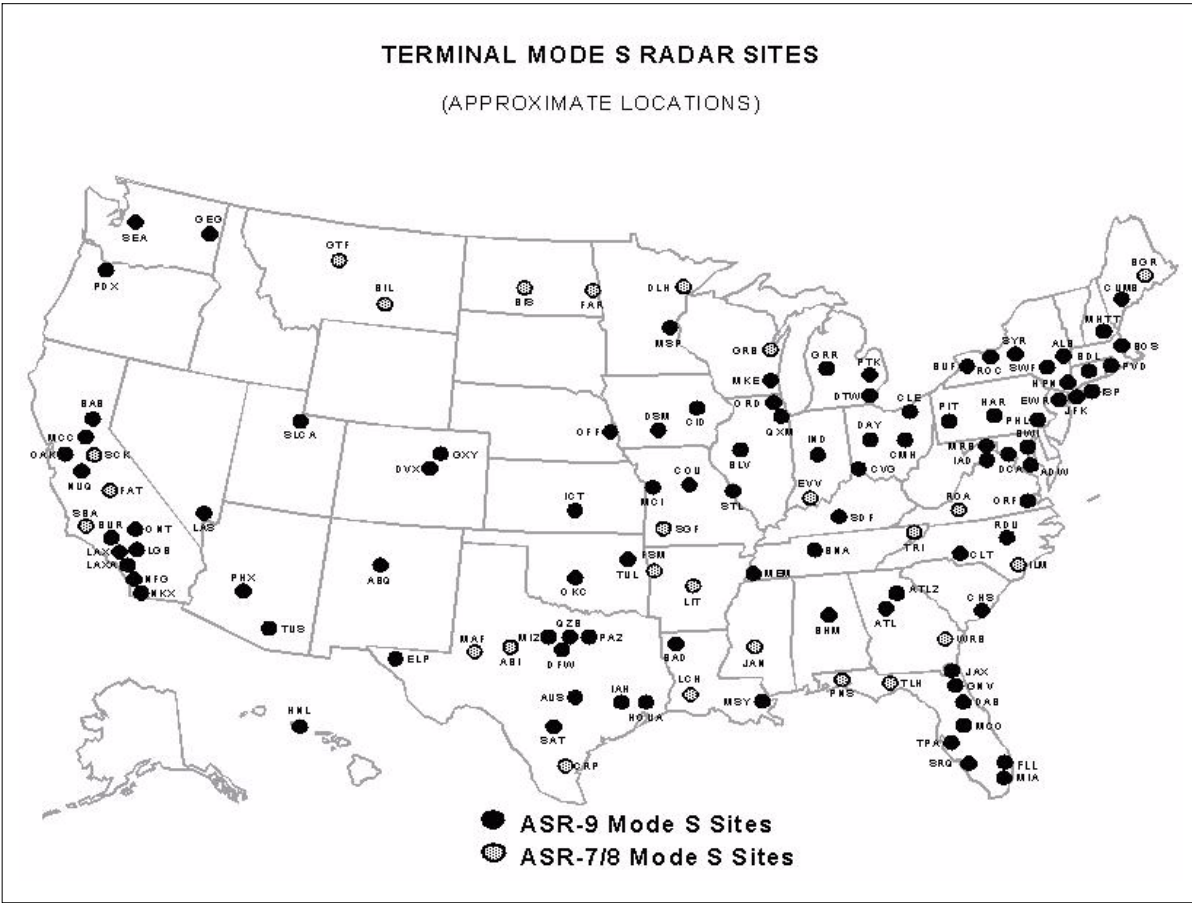 TERMINAL MODE S RADAR SITES
(APPROXIMATE LOCATIONS)
SEA
GEG
PDX
GTF
BIL
BIS
FAR
DLH
MSP
GRB
MKE
ORD
QXM
GRR
PTK
DTW
BGR
CUMB
MHTT
BOS
ALB
BDL
PVD
SYR
SWF
ROC
BUF
HPN
ISP
EWR
JFK
CLE
PIT
HAR
PHL
BWI
MRB
IAD
DCA
ADW
BAB
MCC
OAK
SCK
NUQ
FAT
SBA
BUR
ONT
LAX
LGB
LAXA
NFG
NKX
LAS
SLCA
DVX
GXY
OFF
DSM
CID
BLV
IND
DAY
CMH
CVG
EVV
SDF
ROA
ORF
ICT
MCI
COU
STL
SGF
PHX
TUS
ABQ
ELP
TUL
OKC
FSM
LIT
MEM
BNA
TRI
RDU
CLT
ILM
CHS
ATLZ
ATL
BHM
WRB
QZB
MIZ
PAZ
DFW
MAF
ABI
BAD
LCH
JAN
MSY
PNS
TLH
JAX
GNV
DAB
MCO
TPA
SRQ
FLL
MIA
AUS
IAH
HOUA
SAT
CRP
HNL
ASR-9 Mode S Sites
ASR-7/8 Mode S Sites